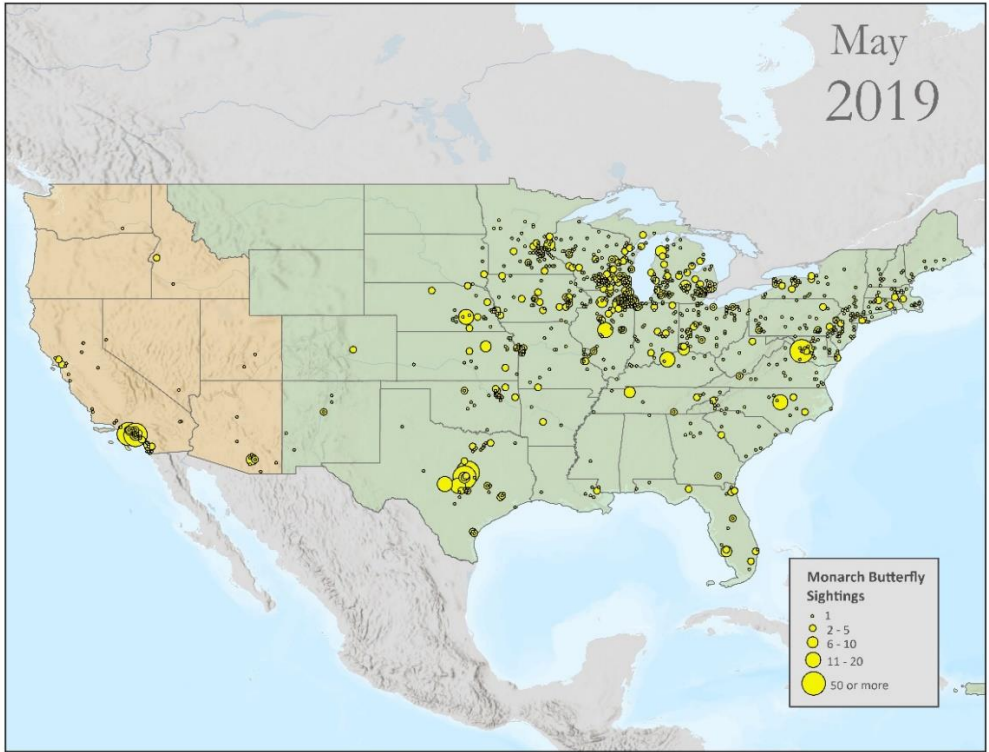 May
2019
Monarch Butterfly
Sightings
1
2 - 5
6 - 10
11 - 20
50 or more